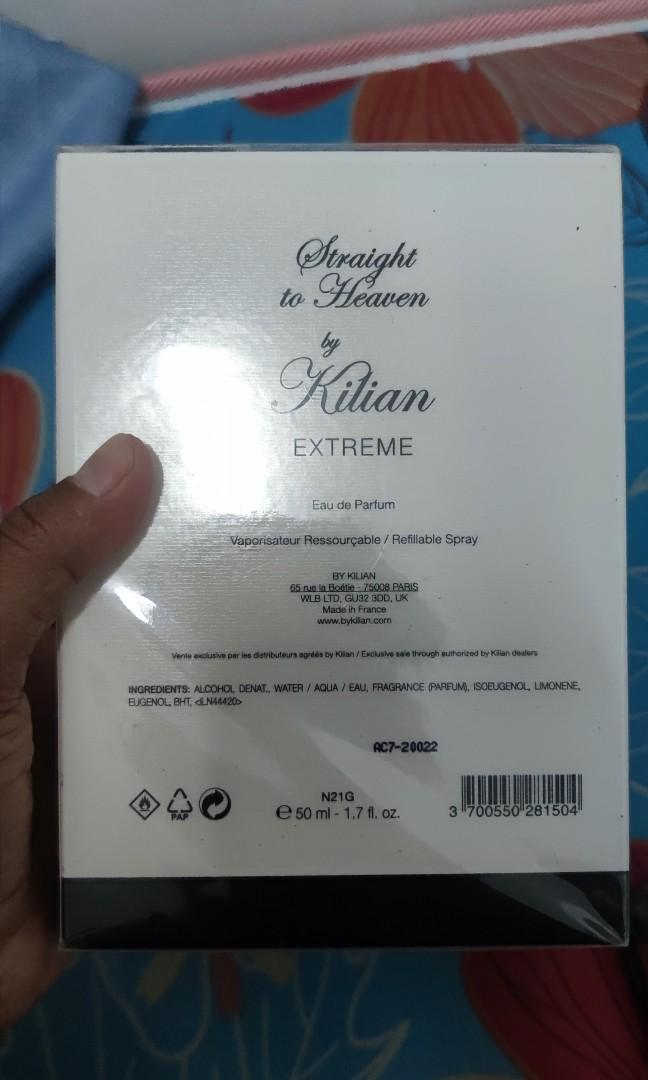 Straight
to Heaven
by
Kilian
EXTREME
Eau de Parfum
Vaporisateur Ressourçable / Refillable Spray
BY KILIAN
65 rue la Boétie - 75008 PARIS
WLB LTD, GU32 3DD, UK
Made in France
www.bykilian.com
Vente exclusive par les distributeurs agréés by Kilian / Exclusive sale through authorized by Kilian dealers
INGREDIENTS: ALCOHOL DENAT., WATER / AQUA / EAU, FRAGRANCE (PARFUM), ISOEUGENOL, LIMONENE,
EUGENOL, BHT, <ILN44420>
AC7-20022
PAP
N21G
℮ 50 ml - 1.7 fl. oz.
3 700550 281504